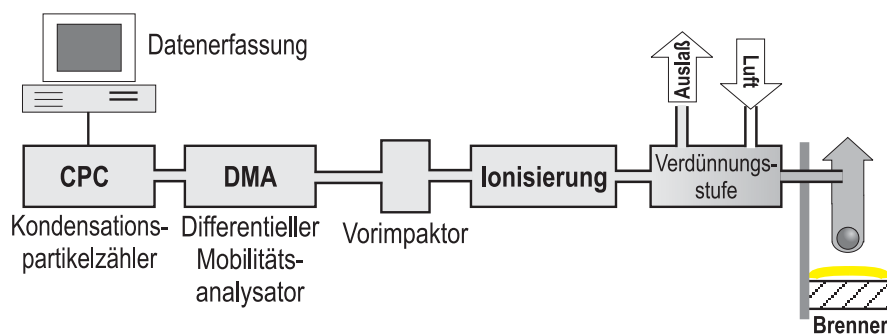 Datenerfassung
Auslaß
Luft
CPC
DMA
Ionisierung
Verdünnungs-
stufe
Kondensations-
partikelzähler
Differentieller
Mobilitäts-
analysator
Vorimpaktor
Brenner